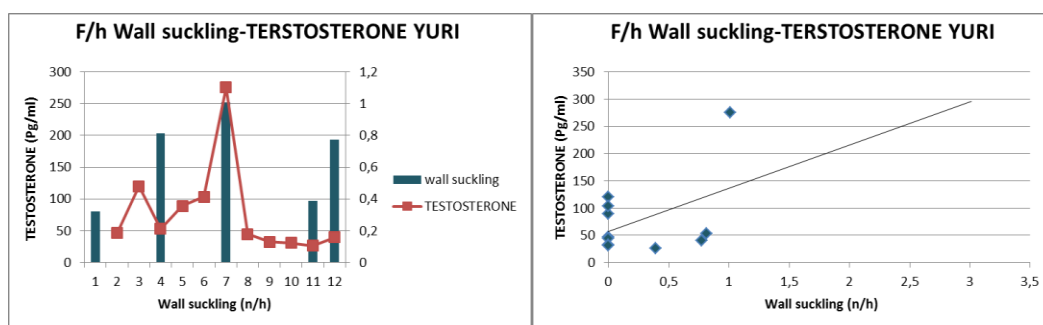 F/h Wall suckling-TERSTOSTERONE YURI
TESTOSTERONE (Pg/ml)
300
250
200
150
100
50
0
1,2
1
0,8
0,6
0,4
0,2
0
1 2 3 4 5 6 7 8 9 10 11 12
Wall suckling (n/h)
wall suckling
TESTOSTERONE
F/h Wall suckling-TERSTOSTERONE YURI
TESTOSTERONE (Pg/ml)
350
300
250
200
150
100
50
0
0 0,5 1 1,5 2 2,5 3 3,5
Wall suckling (n/h)